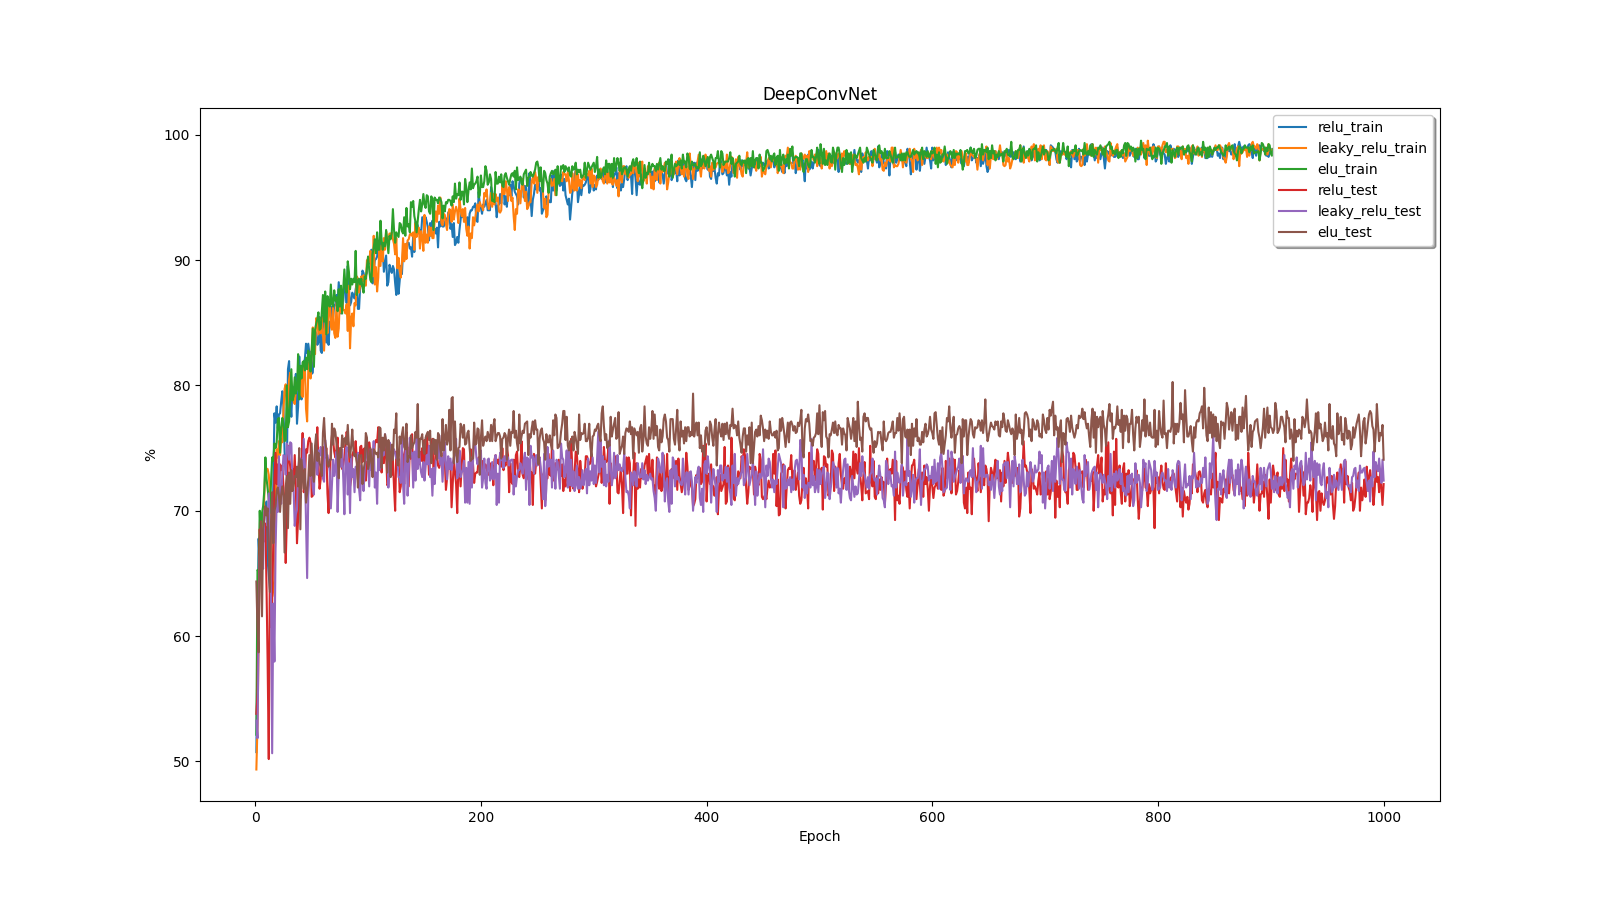 DeepConvNet
100
90
80
70
60
50
%
0
200
400
600
800
1000
Epoch
relu_train
leaky_relu_train
elu_train
relu_test
leaky_relu_test
elu_test